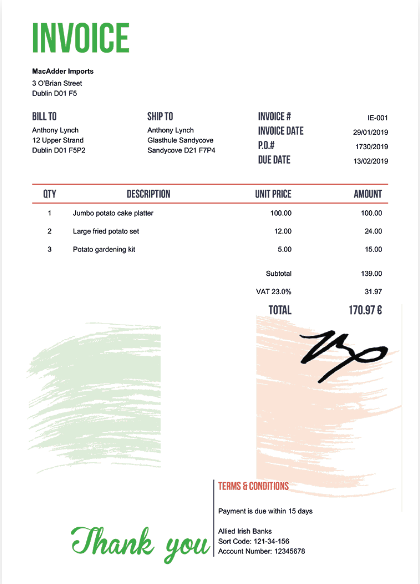 INVOICE
MacAdder Imports
3 O'Brian Street
Dublin D01 F5
BILL TO SHIP TO INVOICE # IE-001
Anthony Lynch Anthony Lynch INVOICE DATE 29/01/2019
12 Upper Strand Glasthule Sandycove P.O.# 1730/2019
Dublin D01 F5P2 Sandycove D21 F7P4 DUE DATE 13/02/2019
QTY DESCRIPTION UNIT PRICE AMOUNT
1 Jumbo potato cake platter 100.00 100.00
2 Large fried potato set 12.00 24.00
3 Potato gardening kit 5.00 15.00
Subtotal 139.00
VAT 23.0% 31.97
TOTAL 170.97 €
TERMS & CONDITIONS
Payment is due within 15 days
Thank you
Allied Irish Banks
Sort Code: 121-34-156
Account Number: 12345678